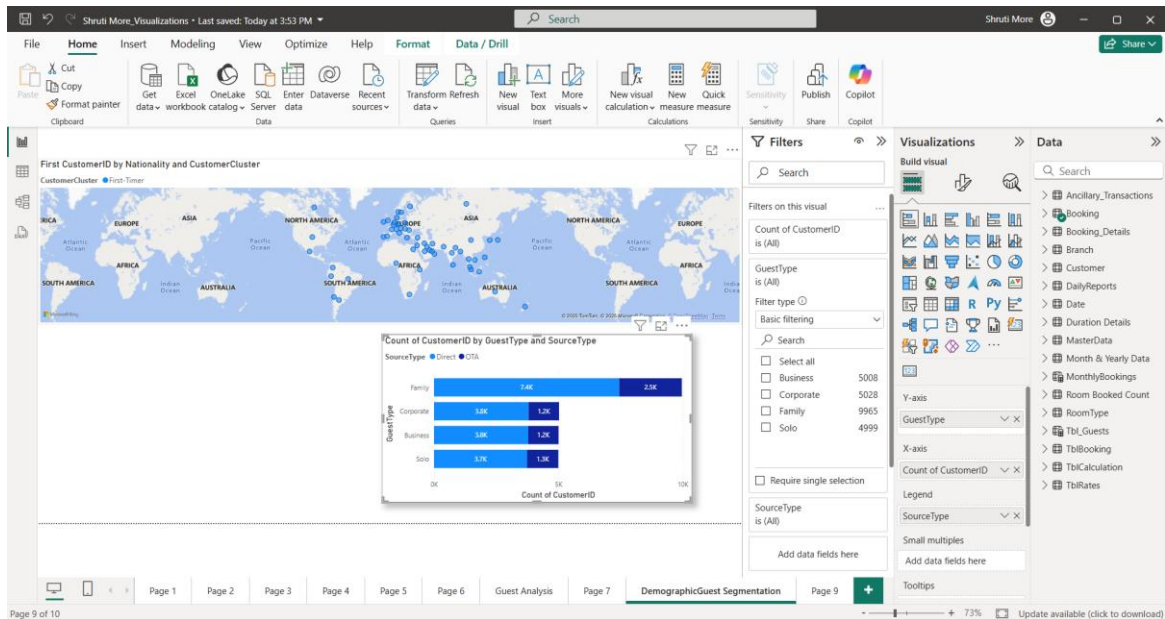 Shruti More_Visualizations • Last saved: Today at 3:53 PM
Search
Shruti More
File Home Insert Modeling View Optimize Help Format Data / Drill
Share
Paste
Cut
Copy
Format painter
Clipboard
Get data
Excel workbook
OneLake catalog
SQL Server
Enter data
Dataverse
Recent sources
Data
Transform data
Refresh
Queries
New visual
Text box
More visuals
Insert
New visual calculation
New measure
Quick measure
Calculations
Sensitivity
Sensitivity
Publish
Share
Copilot
Copilot
First CustomerID by Nationality and CustomerCluster
CustomerCluster First-Timer
EUROPE ASIA NORTH AMERICA EUROPE ASIA NORTH AMERICA EUROPE
Atlantic Ocean
Pacific Ocean
Atlantic Ocean
Pacific Ocean
Atlantic Ocean
AFRICA AFRICA AFRICA
SOUTH AMERICA Indian Ocean AUSTRALIA SOUTH AMERICA Indian Ocean AUSTRALIA SOUTH AMERICA
Microsoft Bing
Terms
Count of CustomerID by GuestType and SourceType
SourceType Direct OTA
GuestType
Family 7.4K 2.5K
Corporate 3.8K 1.2K
Business 3.8K 1.2K
Solo 3.7K 1.3K
0K 5K 10K
Count of CustomerID
Filters
Search
Filters on this visual
Count of CustomerID
is (All)
GuestType
is (All)
Filter type
Basic filtering
Search
Select all
Business 5008
Corporate 5028
Family 9965
Solo 4999
Require single selection
SourceType
is (All)
Add data fields here
Visualizations
Build visual
R Py
Y-axis
GuestType
X-axis
Count of CustomerID
Legend
SourceType
Small multiples
Add data fields here
Tooltips
Data
Search
Ancillary_Transactions
Booking
Booking_Details
Branch
Customer
DailyReports
Date
Duration Details
MasterData
Month & Yearly Data
MonthlyBookings
Room Booked Count
RoomType
Tbl_Guests
TblBooking
TblCalculation
TblRates
Page 1 Page 2 Page 3 Page 4 Page 5 Page 6 Guest Analysis Page 7 DemographicGuest Segmentation Page 9
Page 9 of 10
73%
Update available (click to download)